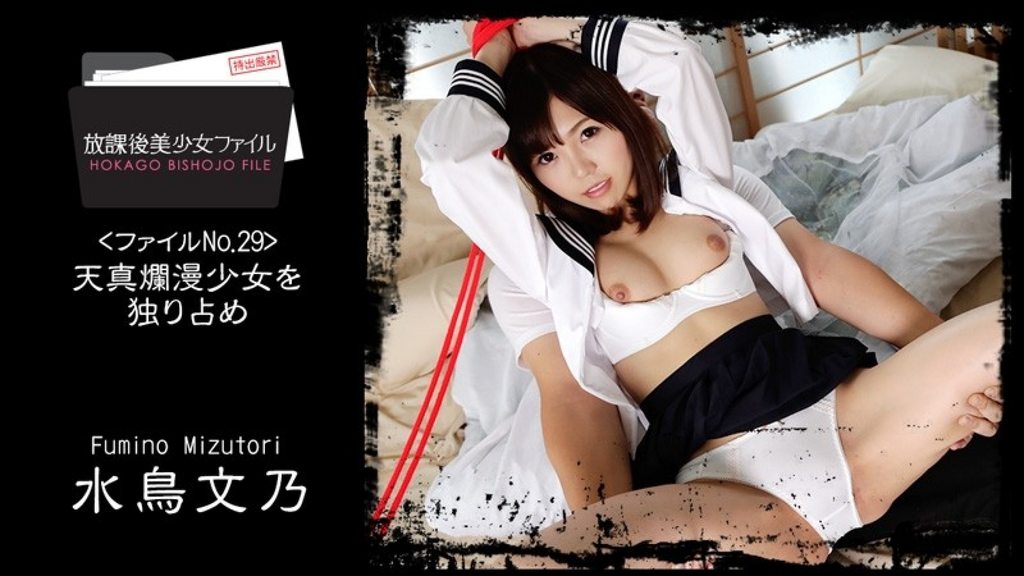 持出厳禁
放課後美少女ファイル
HOKAGO BISHOJO FILE
<ファイルNo.29>
天真爛漫少女を
独り占め
Fumino Mizutori
水鳥文乃